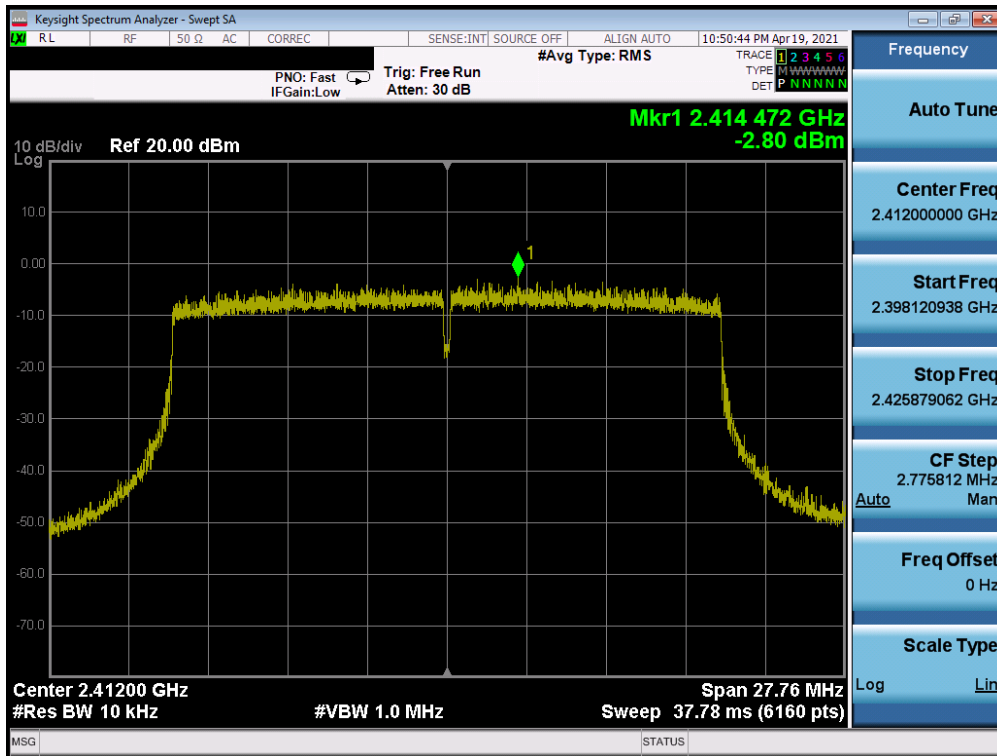 Keysight Spectrum Analyzer - Swept SA
LXI RL RF 50 Ω AC CORREC SENSE:INT SOURCE OFF ALIGN AUTO 10:50:44 PM Apr 19, 2021
PNO: Fast
IFGain:Low
Trig: Free Run
Atten: 30 dB
#Avg Type: RMS
TRACE 1 2 3 4 5 6
TYPE M WWWWW
DET P N N N N N
Mkr1 2.414 472 GHz
-2.80 dBm
10 dB/div Ref 20.00 dBm
Log
10.0
0.00
-10.0
-20.0
-30.0
-40.0
-50.0
-60.0
-70.0
1
Center 2.41200 GHz
Span 27.76 MHz
#Res BW 10 kHz
#VBW 1.0 MHz
Sweep 37.78 ms (6160 pts)
MSG
STATUS
Frequency
Auto Tune
Center Freq
2.412000000 GHz
Start Freq
2.398120938 GHz
Stop Freq
2.425879062 GHz
CF Step
2.775812 MHz
Auto Man
Freq Offset
0 Hz
Scale Type
Log Lin